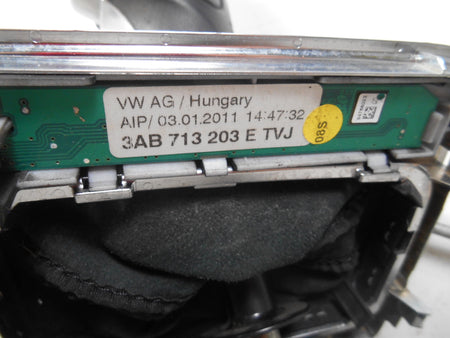 VW AG / Hungary
AIP/ 03.01.2011 14:47:32
3AB 713 203 E TVJ
08S